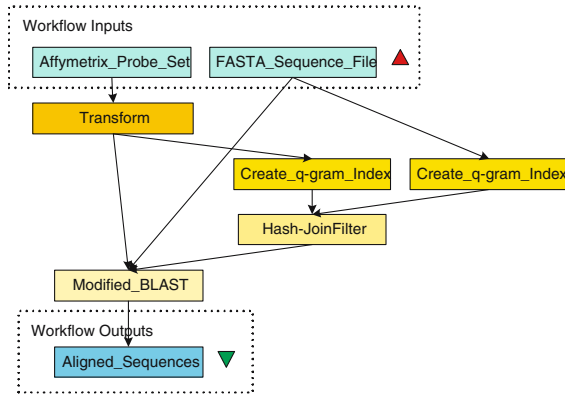 Workflow Inputs
Affymetrix_Probe_Set
FASTA_Sequence_File
Transform
Create_q-gram_Index
Create_q-gram_Index
Hash-JoinFilter
Modified_BLAST
Workflow Outputs
Aligned_Sequences